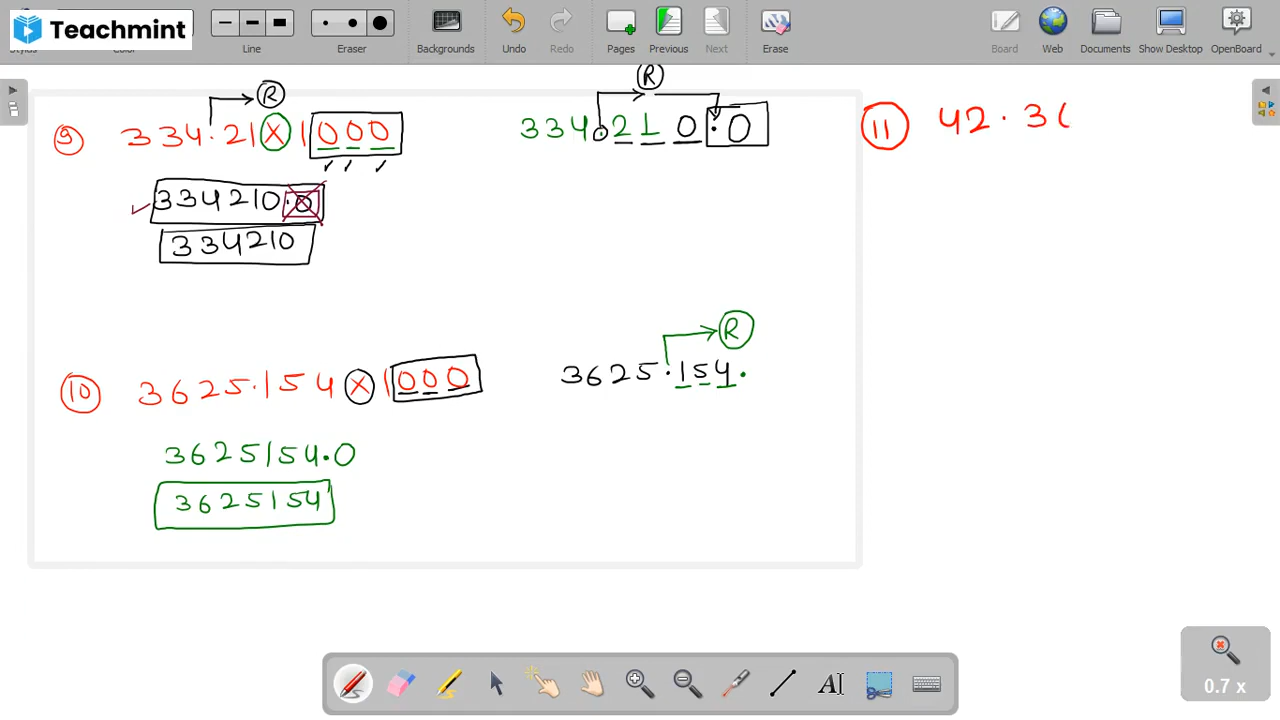 Teachmint
Styles
Color
Line
Eraser
Backgrounds
Undo
Redo
Pages
Previous
Next
Erase
Board
Web
Documents
Show Desktop
OpenBoard
9 334.21 X 1000
R
334210.0
334210
R
334.210.0
10 3625.154 X 1000
3625154.0
3625154
R
3625.154.
11 42.3
0.7 x